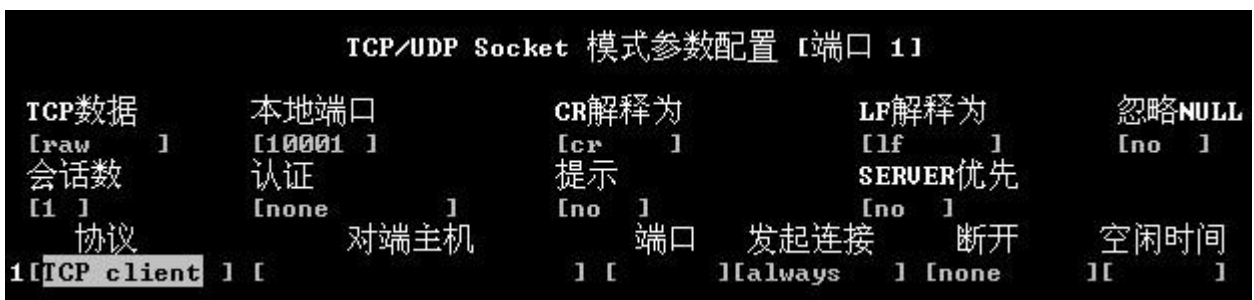 TCP/UDP Socket 模式参数配置 [端口 1]
TCP数据 本地端口 CR解释为 LF解释为 忽略NULL
[raw ] [10001 ] [cr ] [lf ] [no ]
会话数 认证 提示 SERVER优先
[1 ] [none ] [no ] [no ]
协议 对端主机 端口 发起连接 断开 空闲时间
1[TCP client ] [ ] [ ][always ] [none ][ ]